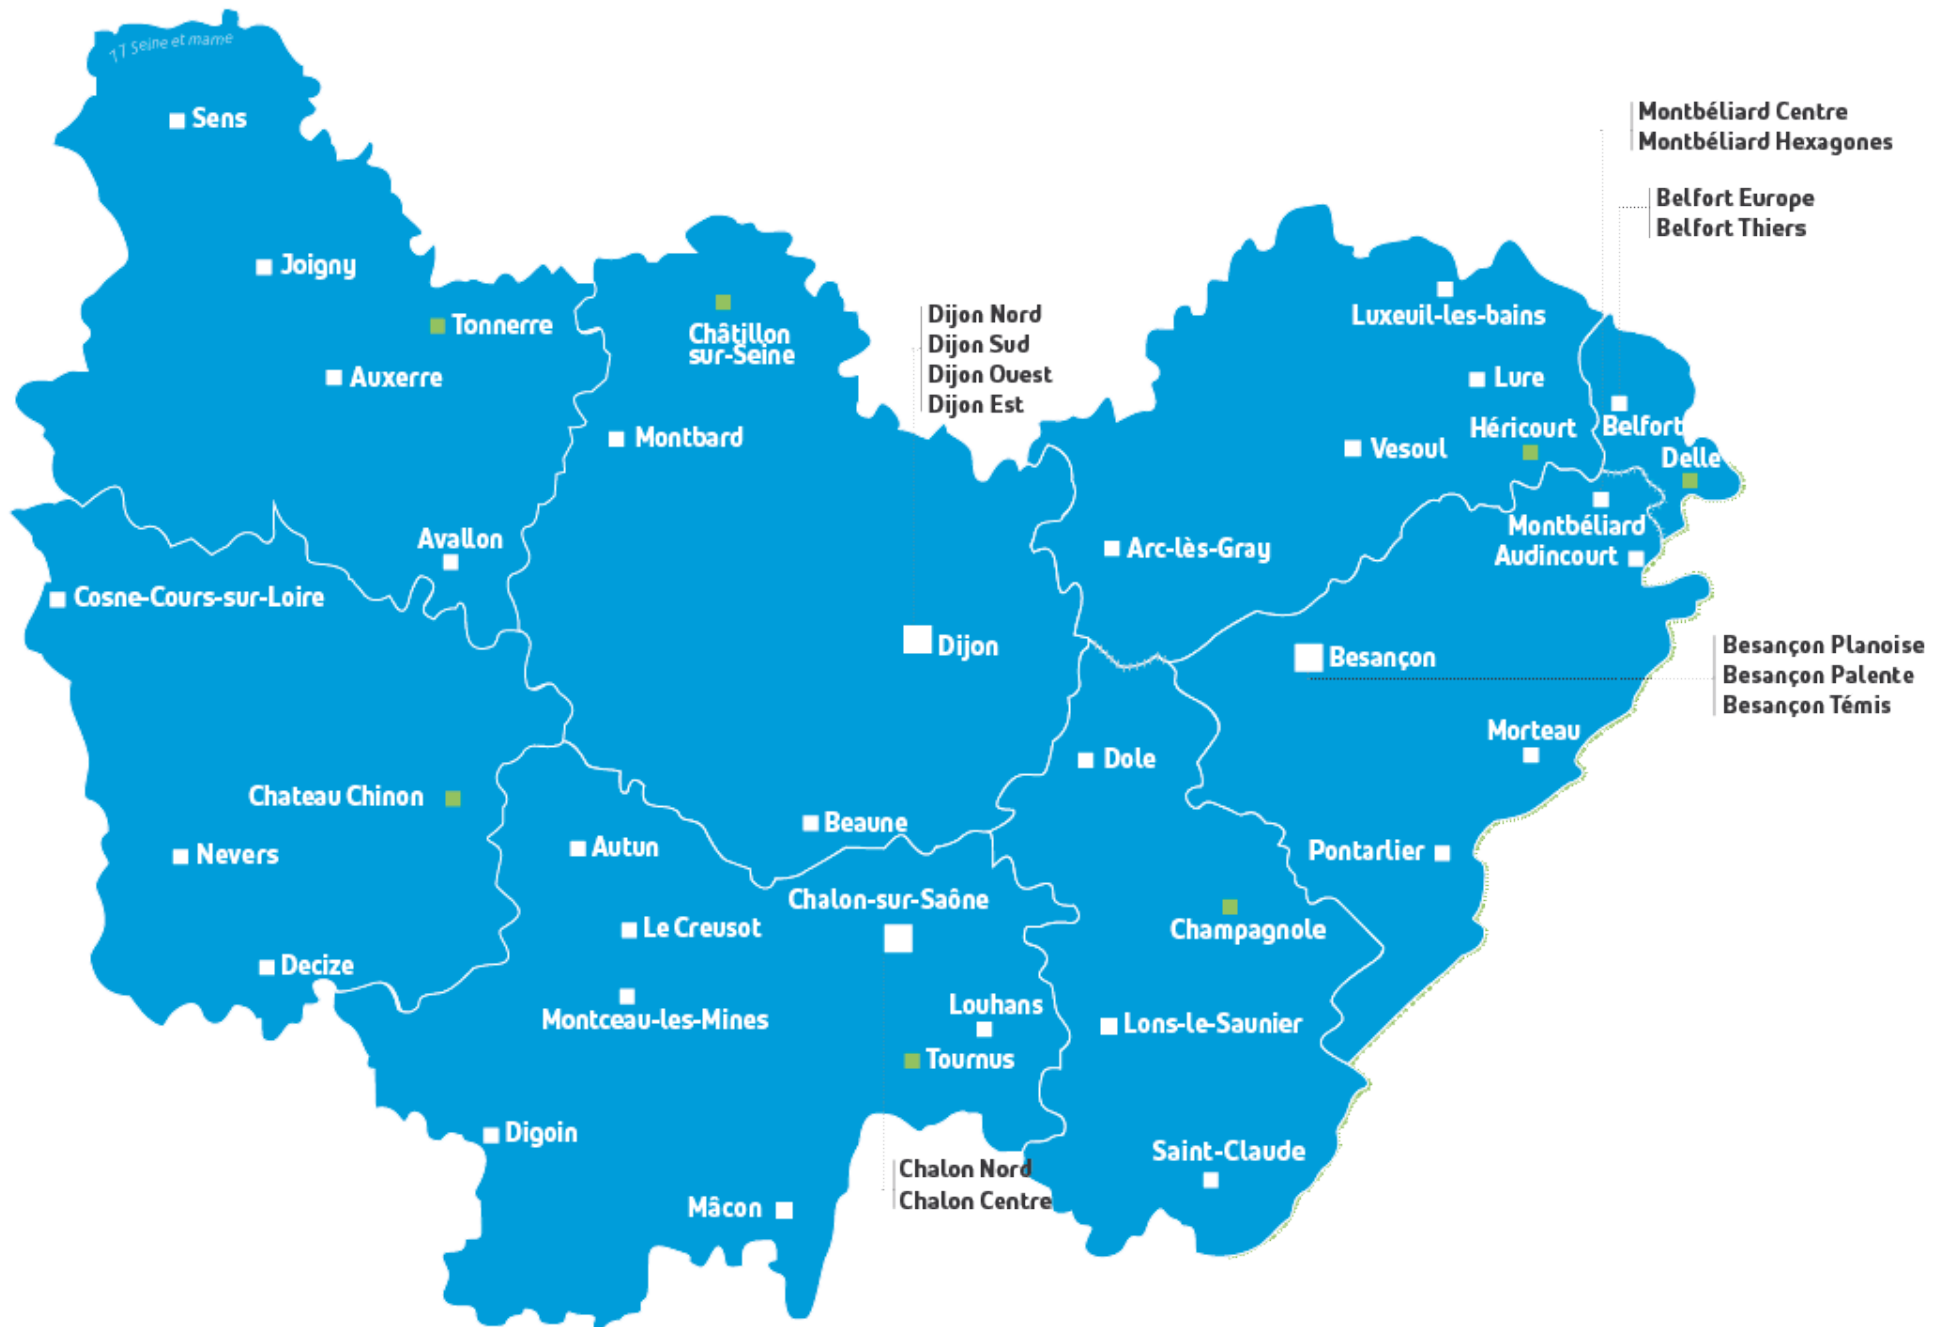 77 Seine et marne
Sens
Montbéliard Centre
Montbéliard Hexagones
Belfort Europe
Belfort Thiers
Joigny
Tonnerre
Auxerre
Châtillon
sur-Seine
Montbard
Dijon Nord
Dijon Sud
Dijon Ouest
Dijon Est
Luxeuil-les-bains
Lure
Héricourt
Belfort
Vesoul
Delle
Montbéliard
Audincourt
Avallon
Arc-lès-Gray
Cosne-Cours-sur-Loire
Dijon
Besançon
Besançon Planoise
Besançon Palente
Besançon Témis
Morteau
Dole
Chateau Chinon
Beaune
Nevers
Autun
Pontarlier
Chalon-sur-Saône
Le Creusot
Champagnole
Decize
Montceau-les-Mines
Louhans
Lons-le-Saunier
Tournus
Digoin
Saint-Claude
Chalon Nord
Chalon Centre
Mâcon